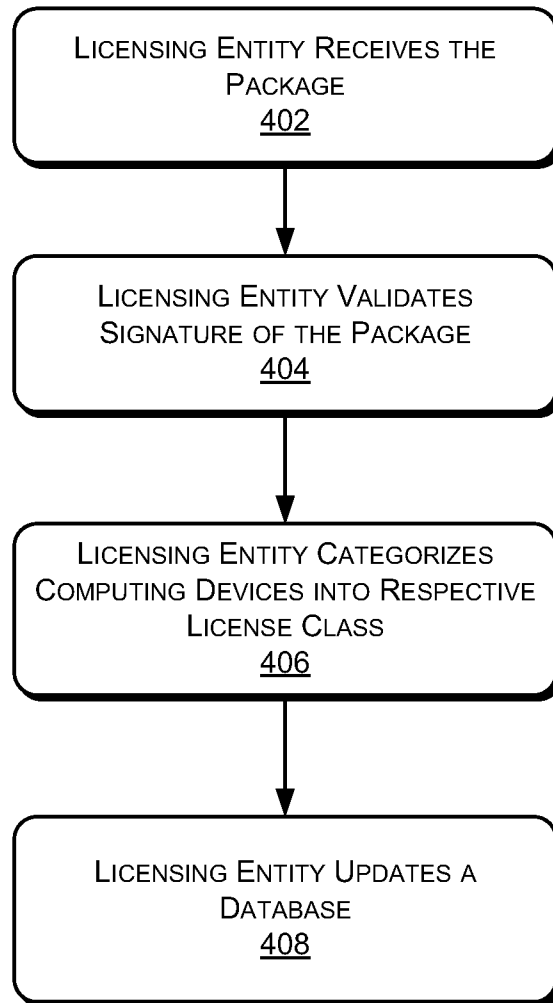 LICENSING ENTITY RECEIVES THE
PACKAGE
402
LICENSING ENTITY VALIDATES
SIGNATURE OF THE PACKAGE
404
LICENSING ENTITY CATEGORIZES
COMPUTING DEVICES INTO RESPECTIVE
LICENSE CLASS
406
LICENSING ENTITY UPDATES A
DATABASE
408